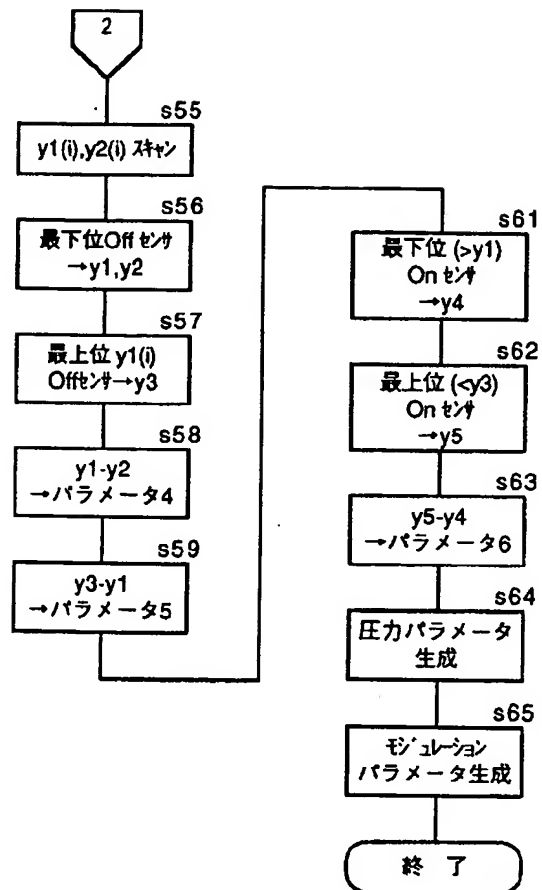 2
s55
y1(i),y2(i) ｽｷｬﾝ
s56
最下位Off ｾﾝｻ
→y1,y2
s57
最上位 y1(i)
Offｾﾝｻ→y3
s58
y1-y2
→パラメータ4
s59
y3-y1
→パラメータ5
s61
最下位 (>y1)
On ｾﾝｻ
→y4
s62
最上位 (<y3)
On ｾﾝｻ
→y5
s63
y5-y4
→パラメータ6
s64
圧力パラメータ
生成
s65
ﾓｼﾞｭﾚｰｼｮﾝ
パラメータ生成
終 了